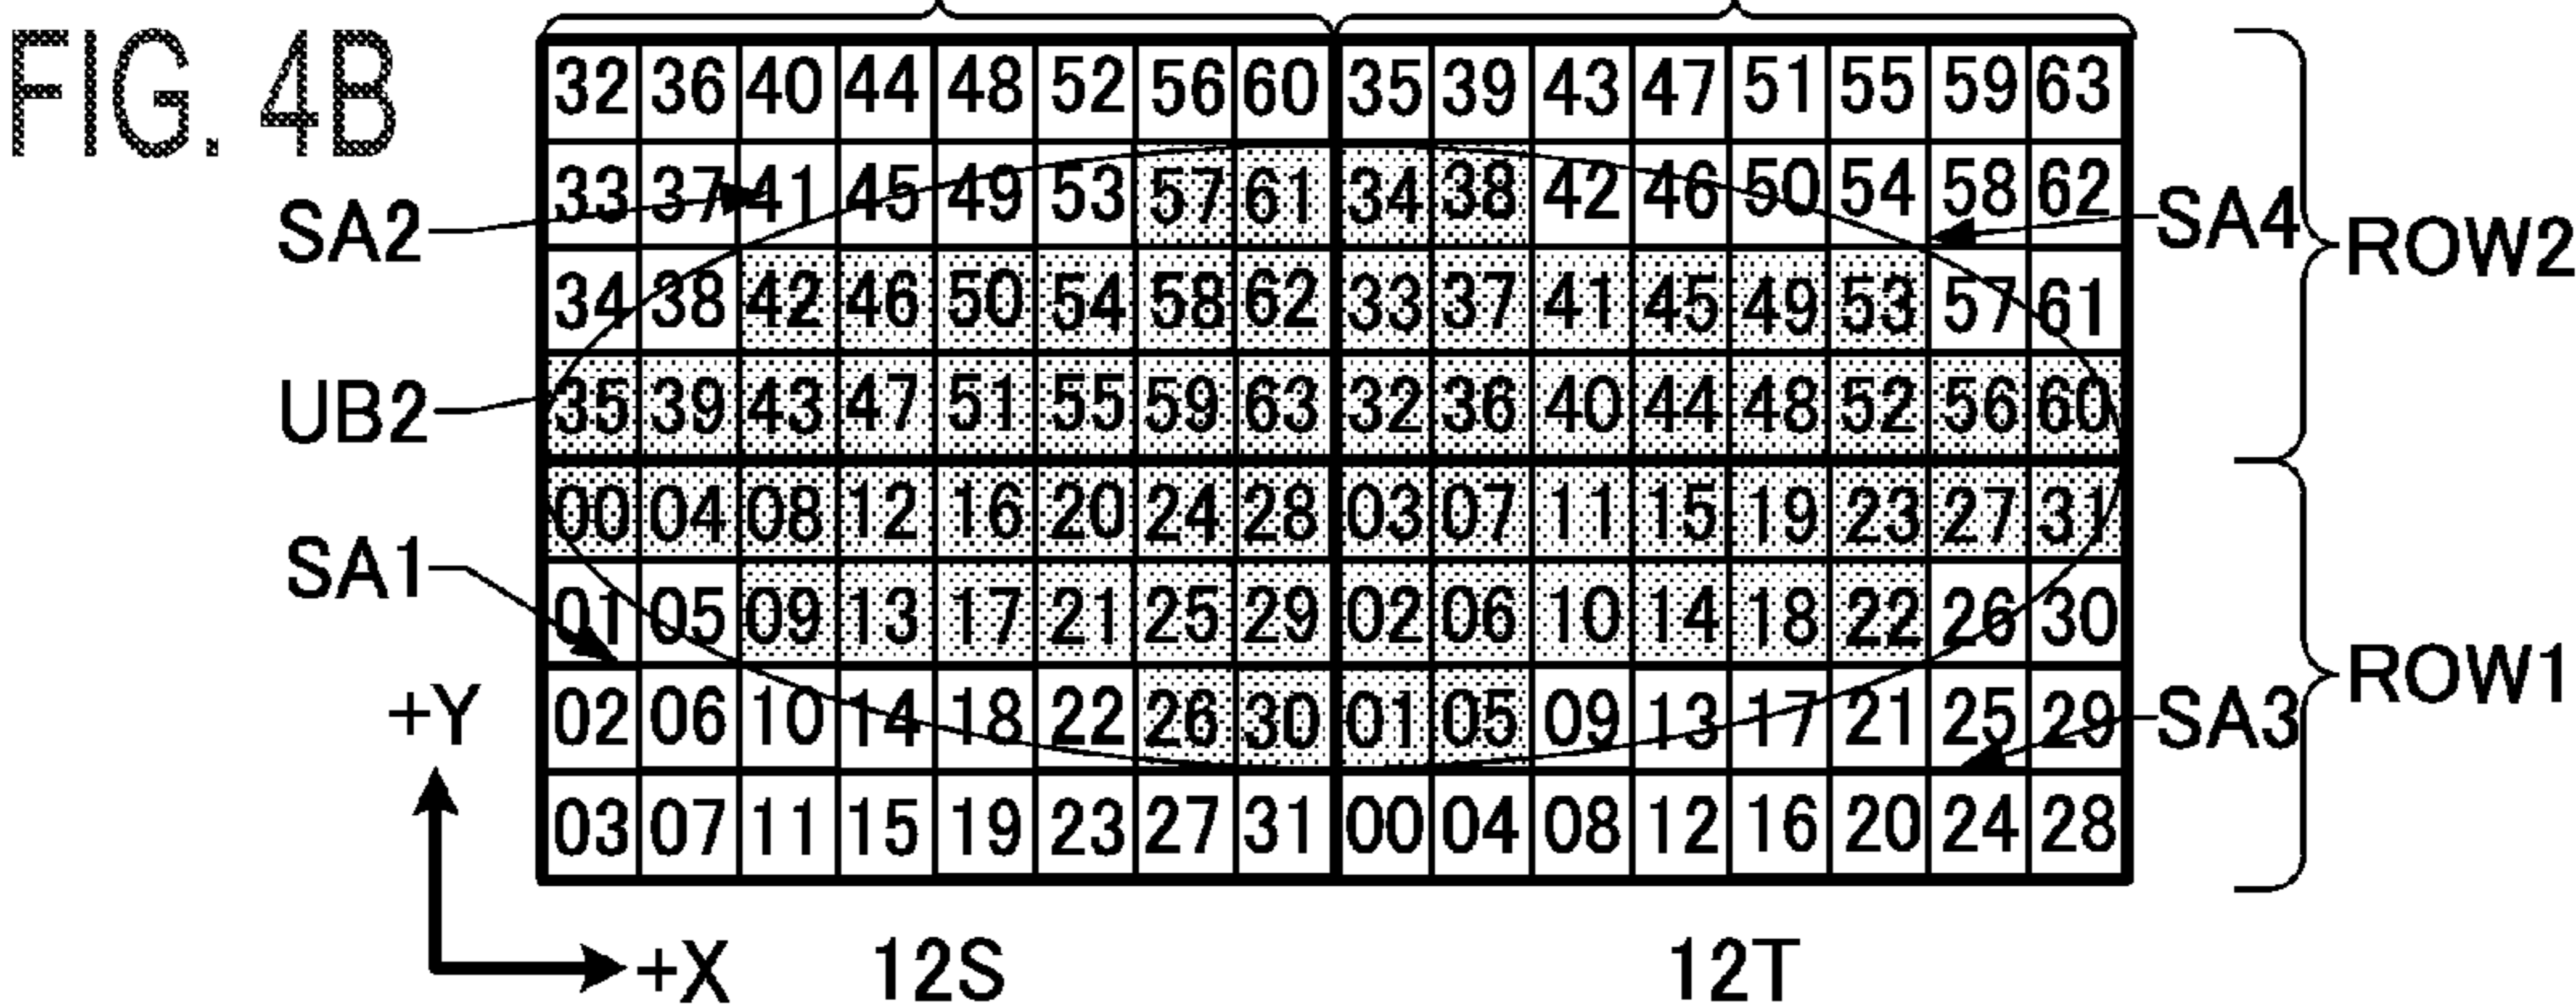 FIG. 4B
32 36 40 44 48 52 56 60 35 39 43 47 51 55 59 63
33 37 41 45 49 53 57 61 34 38 42 46 50 54 58 62
SA2
SA4
34 38 42 46 50 54 58 62 33 37 41 45 49 53 57 61
ROW2
UB2
35 39 43 47 51 55 59 63 32 36 40 44 48 52 56 60
00 04 08 12 16 20 24 28 03 07 11 15 19 23 27 31
SA1
01 05 09 13 17 21 25 29 02 06 10 14 18 22 26 30
ROW1
+Y
02 06 10 14 18 22 26 30 01 05 09 13 17 21 25 29
SA3
03 07 11 15 19 23 27 31 00 04 08 12 16 20 24 28
+X
12S
12T